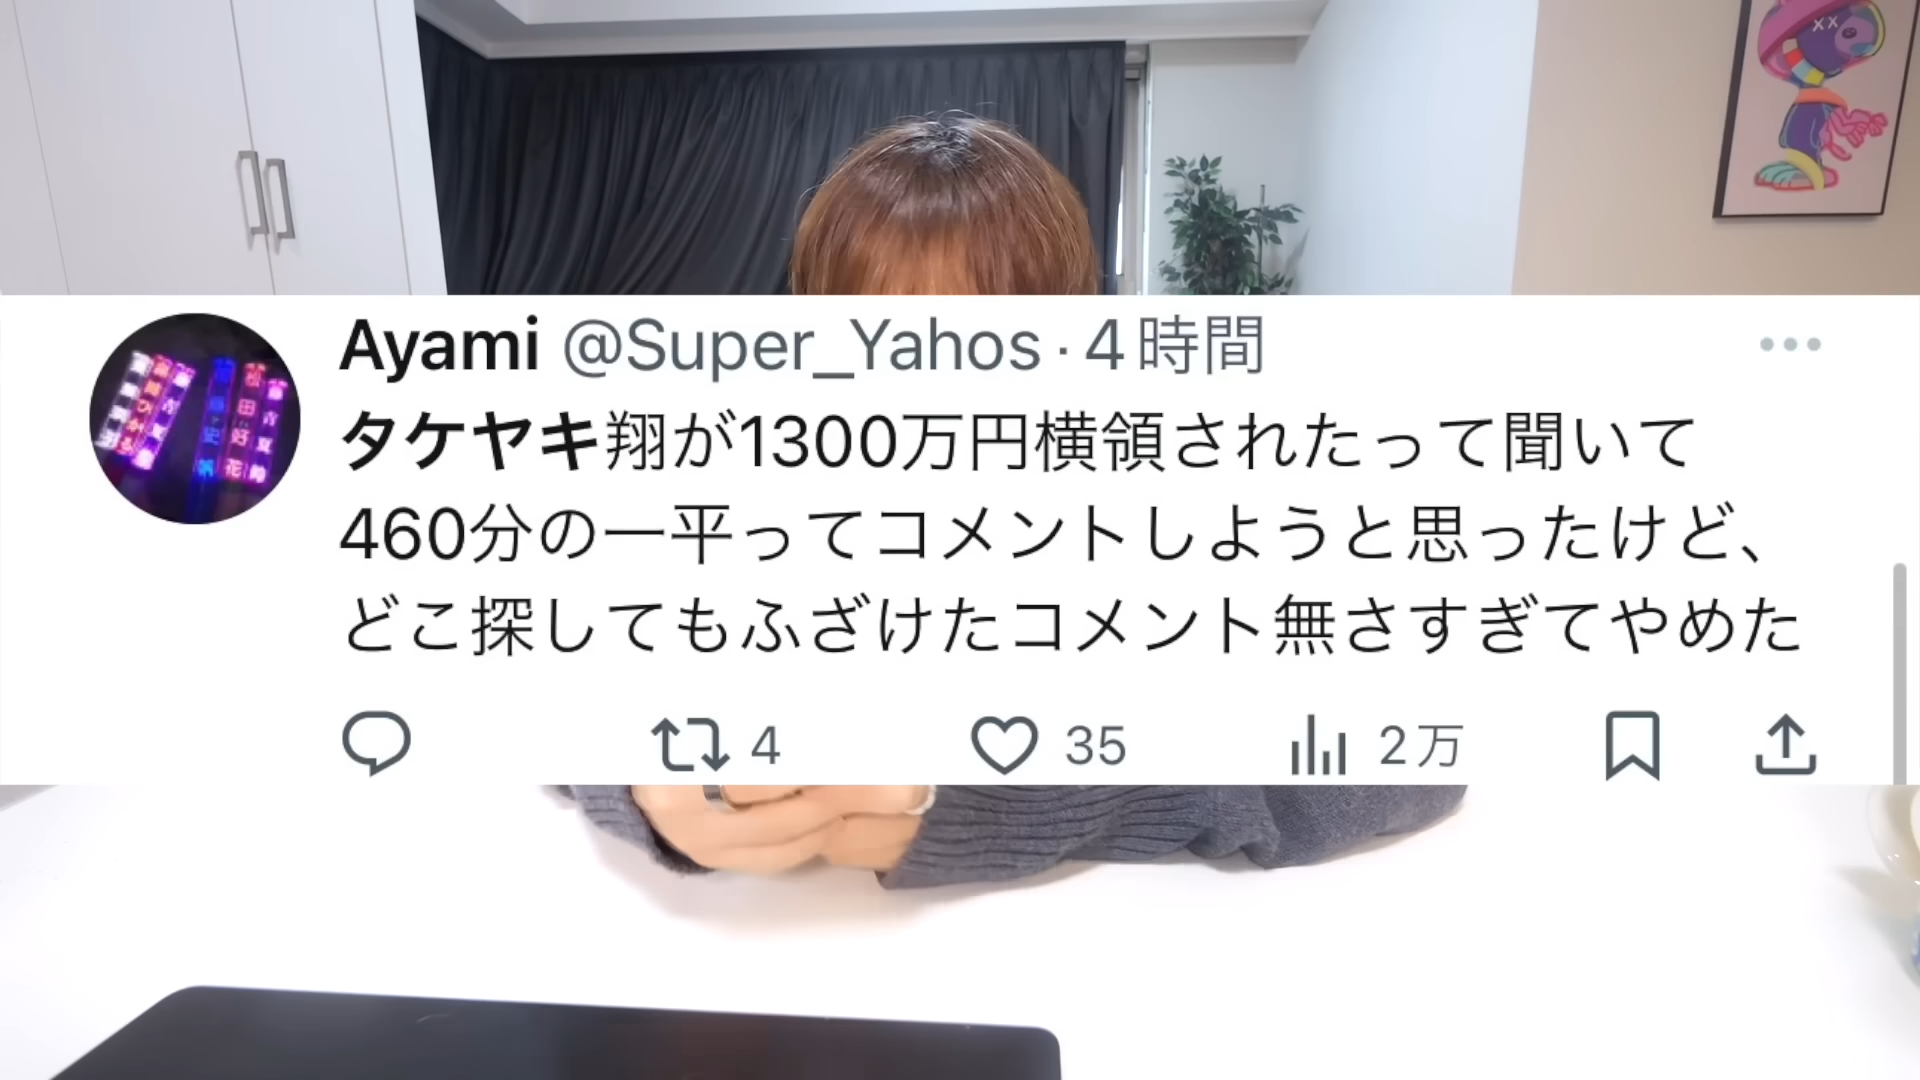 Ayami @Super_Yahos · 4時間
タケヤキ翔が1300万円横領されたって聞いて
460分の一平ってコメントしようと思ったけど、
どこ探してもふざけたコメント無さすぎてやめた
4 35 2万